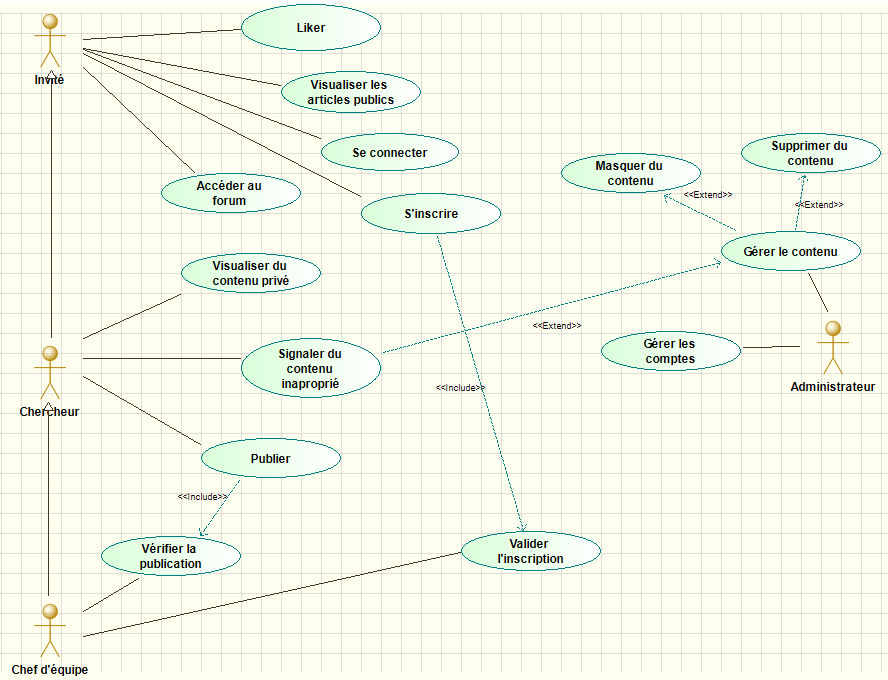 Liker
Invité
Visualiser les
articles publics
Se connecter
Supprimer du
contenu
Masquer du
contenu
<<Extend>>
<<Extend>>
Accéder au
forum
S'inscrire
Gérer le contenu
Visualiser du
contenu privé
<<Extend>>
Signaler du
contenu
inaproprié
Gérer les
comptes
Administrateur
<<Include>>
Chercheur
Publier
<<Include>>
Vérifier la
publication
Valider
l'inscription
Chef d'équipe